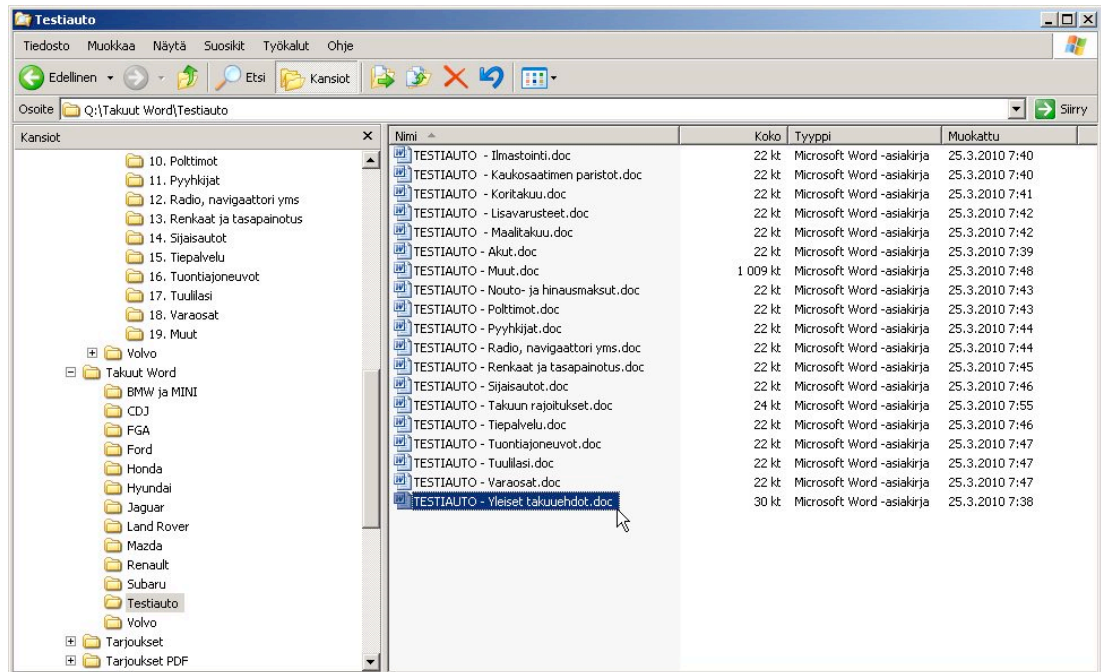 Testiauto
Tiedosto Muokkaa Näytä Suosikit Työkalut Ohje
Edellinen Etsi Kansiot
Osoite Q:\Takuut Word\Testiauto Siirry
Kansiot
10. Polttimot
11. Pyyhkijat
12. Radio, navigaattori yms
13. Renkaat ja tasapainotus
14. Sijaisautot
15. Tiepalvelu
16. Tuontiajoneuvot
17. Tuulilasi
18. Varaosat
19. Muut
Volvo
Takuut Word
BMW ja MINI
CDJ
FGA
Ford
Honda
Hyundai
Jaguar
Land Rover
Mazda
Renault
Subaru
Testiauto
Volvo
Tarjoukset
Tarjoukset PDF
Nimi Koko Tyyppi Muokattu
TESTIAUTO - Ilmastointi.doc 22 kt Microsoft Word -asiakirja 25.3.2010 7:40
TESTIAUTO - Kaukosaatimen paristot.doc 22 kt Microsoft Word -asiakirja 25.3.2010 7:40
TESTIAUTO - Koritakuu.doc 22 kt Microsoft Word -asiakirja 25.3.2010 7:41
TESTIAUTO - Lisavarusteet.doc 22 kt Microsoft Word -asiakirja 25.3.2010 7:42
TESTIAUTO - Maalitakuu.doc 22 kt Microsoft Word -asiakirja 25.3.2010 7:42
TESTIAUTO - Akut.doc 22 kt Microsoft Word -asiakirja 25.3.2010 7:39
TESTIAUTO - Muut.doc 1 009 kt Microsoft Word -asiakirja 25.3.2010 7:48
TESTIAUTO - Nouto- ja hinausmaksut.doc 22 kt Microsoft Word -asiakirja 25.3.2010 7:43
TESTIAUTO - Polttimot.doc 22 kt Microsoft Word -asiakirja 25.3.2010 7:43
TESTIAUTO - Pyyhkijat.doc 22 kt Microsoft Word -asiakirja 25.3.2010 7:44
TESTIAUTO - Radio, navigaattori yms.doc 22 kt Microsoft Word -asiakirja 25.3.2010 7:44
TESTIAUTO - Renkaat ja tasapainotus.doc 22 kt Microsoft Word -asiakirja 25.3.2010 7:45
TESTIAUTO - Sijaisautot.doc 22 kt Microsoft Word -asiakirja 25.3.2010 7:46
TESTIAUTO - Takuun rajoitukset.doc 24 kt Microsoft Word -asiakirja 25.3.2010 7:55
TESTIAUTO - Tiepalvelu.doc 22 kt Microsoft Word -asiakirja 25.3.2010 7:46
TESTIAUTO - Tuontiajoneuvot.doc 22 kt Microsoft Word -asiakirja 25.3.2010 7:47
TESTIAUTO - Tuulilasi.doc 22 kt Microsoft Word -asiakirja 25.3.2010 7:47
TESTIAUTO - Varaosat.doc 22 kt Microsoft Word -asiakirja 25.3.2010 7:47
TESTIAUTO - Yleiset takuuehdot.doc 30 kt Microsoft Word -asiakirja 25.3.2010 7:38